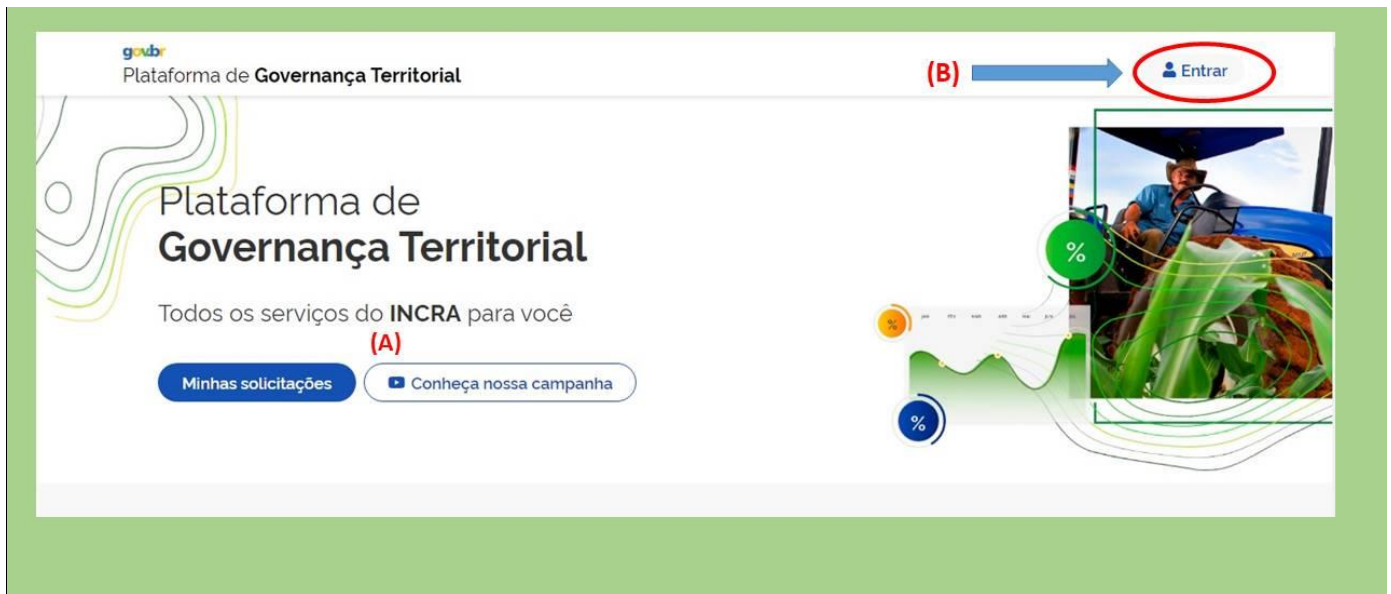 gov.br
Plataforma de Governança Territorial
(B)
Entrar
Plataforma de
Governança Territorial
Todos os serviços do INCRA para você
(A)
Minhas solicitações
Conheça nossa campanha
%
%
%